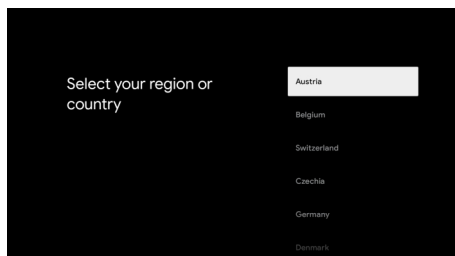 Select your region or
country
Austria
Belgium
Switzerland
Czechia
Germany
Denmark